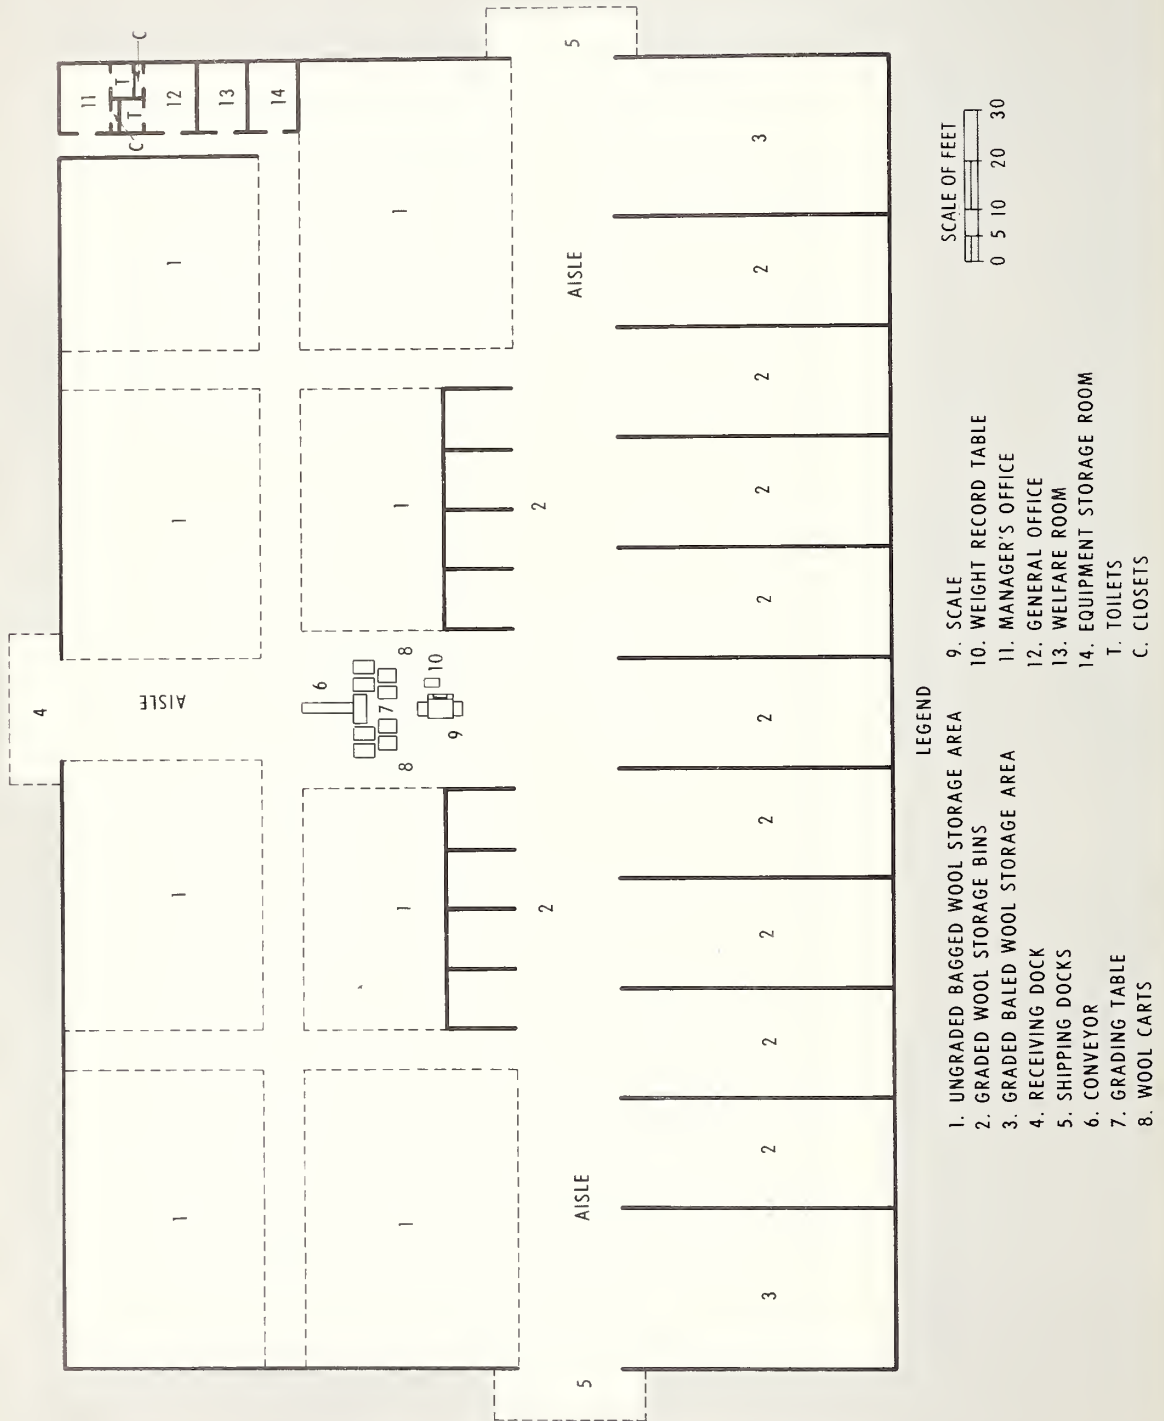 4
11
T
C
T
C
12
1
1
AISLE
1
1
13
14
6
7
1
1
8
8
1
1
10
9
2
2
5
AISLE
AISLE
5
3
2
2
2
2
2
2
2
2
2
3
LEGEND
1. UNGRADED BAGGED WOOL STORAGE AREA
2. GRADED WOOL STORAGE BINS
3. GRADED BALED WOOL STORAGE AREA
4. RECEIVING DOCK
5. SHIPPING DOCKS
6. CONVEYOR
7. GRADING TABLE
8. WOOL CARTS
9. SCALE
10. WEIGHT RECORD TABLE
11. MANAGER'S OFFICE
12. GENERAL OFFICE
13. WELFARE ROOM
14. EQUIPMENT STORAGE ROOM
T. TOILETS
C. CLOSETS
SCALE OF FEET
0 5 10 20 30